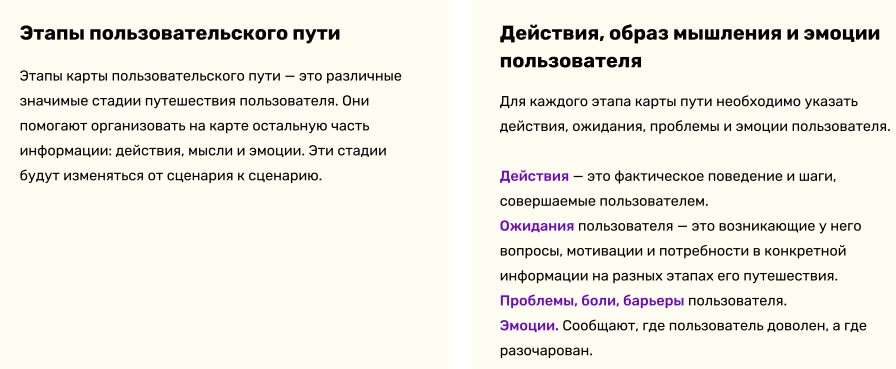 Этапы пользовательского пути
Этапы карты пользовательского пути — это различные
значимые стадии путешествия пользователя. Они
помогают организовать на карте остальную часть
информации: действия, мысли и эмоции. Эти стадии
будут изменяться от сценария к сценарию.
Действия, образ мышления и эмоции
пользователя
Для каждого этапа карты пути необходимо указать
действия, ожидания, проблемы и эмоции пользователя.
Действия — это фактическое поведение и шаги,
совершаемые пользователем.
Ожидания пользователя — это возникающие у него
вопросы, мотивации и потребности в конкретной
информации на разных этапах его путешествия.
Проблемы, боли, барьеры пользователя.
Эмоции. Сообщают, где пользователь доволен, а где
разочарован.